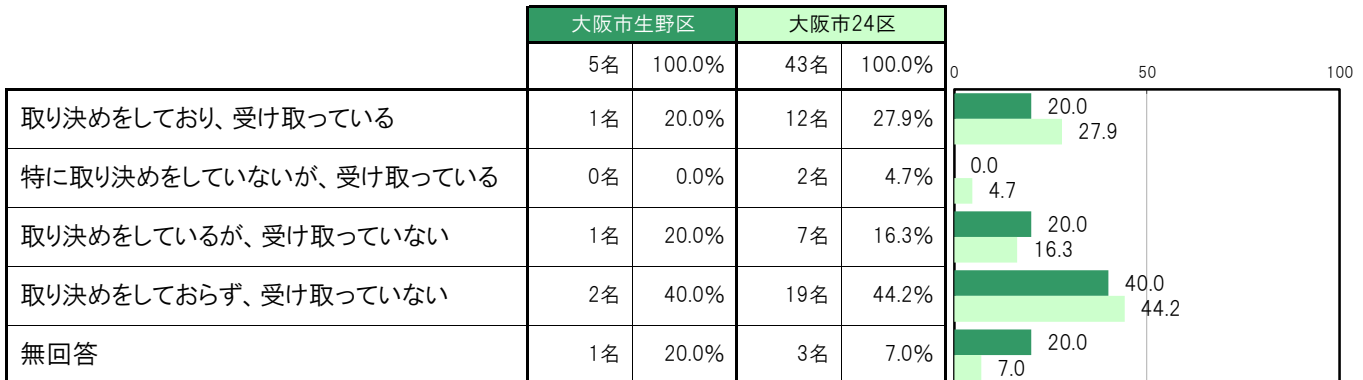 大阪市生野区 大阪市24区
5名 100.0% 43名 100.0%
0 50 100
取り決めをしており、受け取っている 1名 20.0% 12名 27.9% 20.0
27.9
特に取り決めをしていないが、受け取っている 0名 0.0% 2名 4.7% 0.0
4.7
取り決めをしているが、受け取っていない 1名 20.0% 7名 16.3% 20.0
16.3
取り決めをしておらず、受け取っていない 2名 40.0% 19名 44.2% 40.0
44.2
無回答 1名 20.0% 3名 7.0% 20.0
7.0